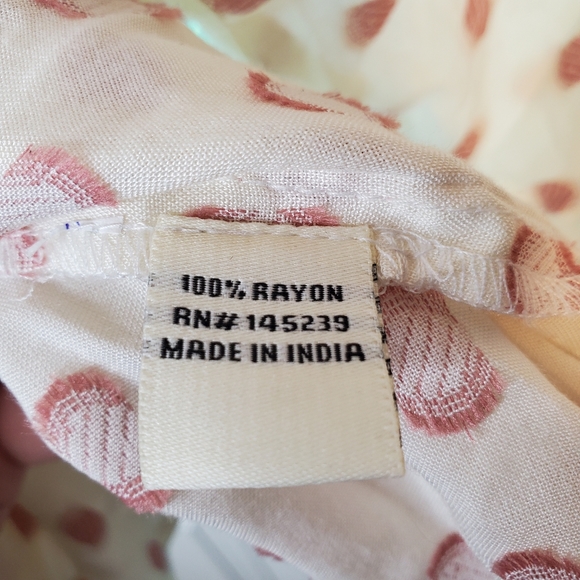 100% RAYON
RN# 145239
MADE IN INDIA